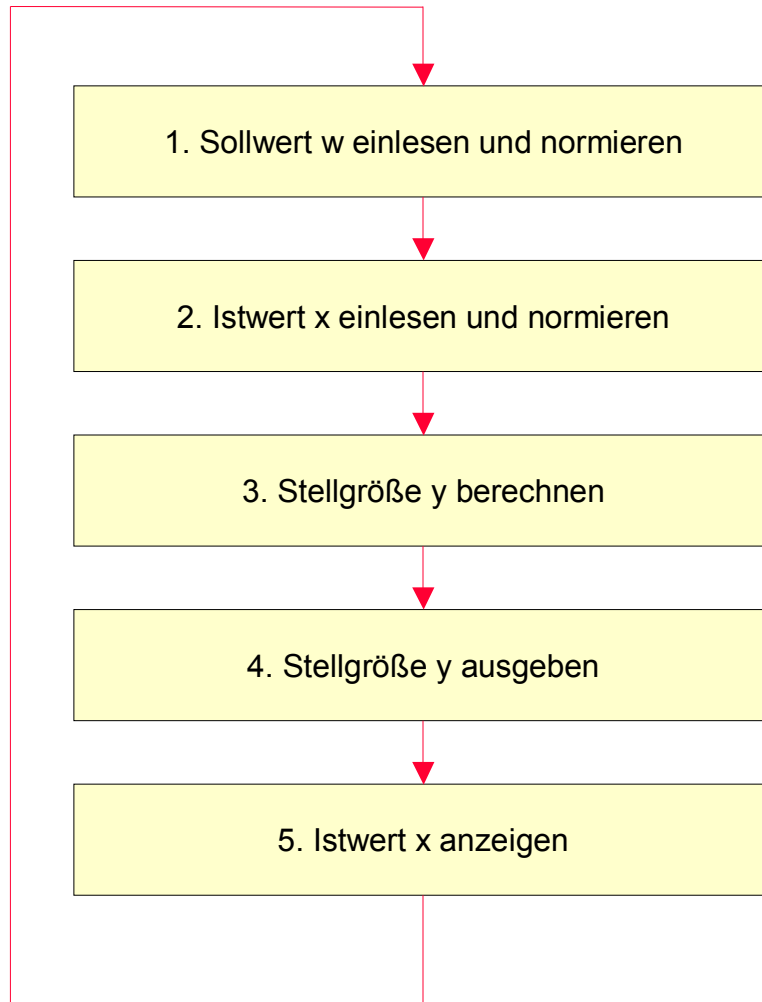 1. Sollwert w einlesen und normieren
2. Istwert x einlesen und normieren
3. Stellgröße y berechnen
4. Stellgröße y ausgeben
5. Istwert x anzeigen